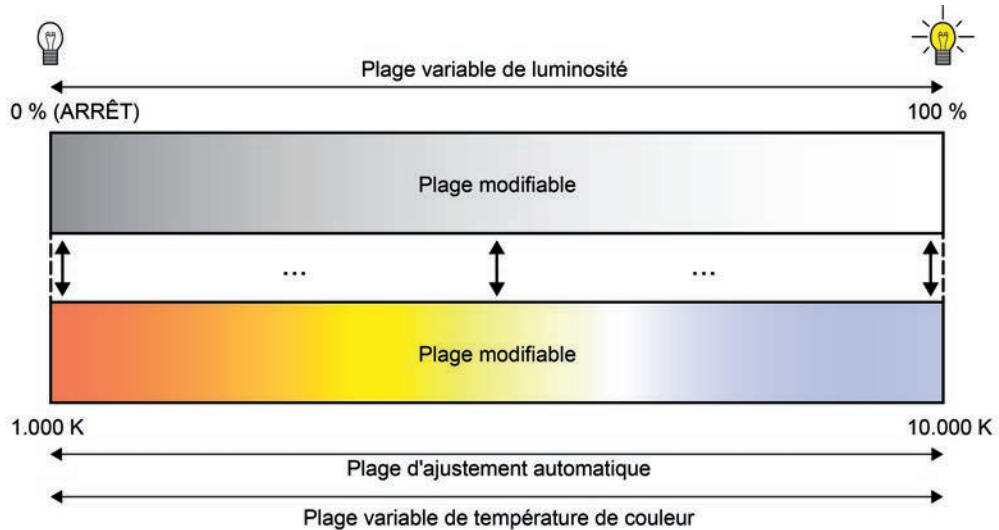 Plage variable de luminosité
0 % (ARRÊT) 100 %
Plage modifiable
... ...
Plage modifiable
1.000 K 10.000 K
Plage d'ajustement automatique
Plage variable de température de couleur